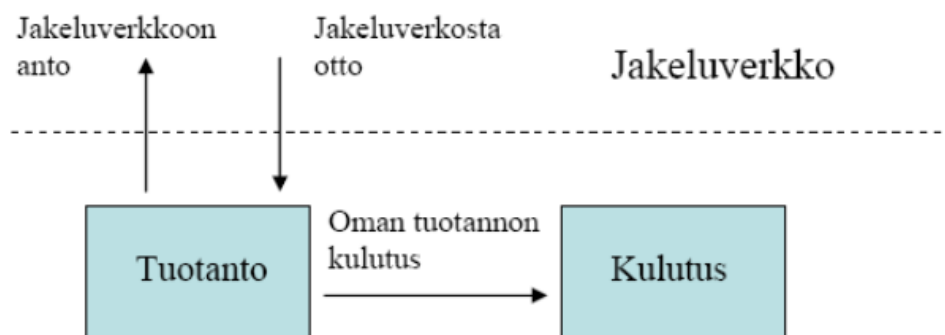 Jakeluverkkoon
anto
Jakeluverkosta
otto
Jakeluverkko
Oman tuotannon
kulutus
Tuotanto
Kulutus